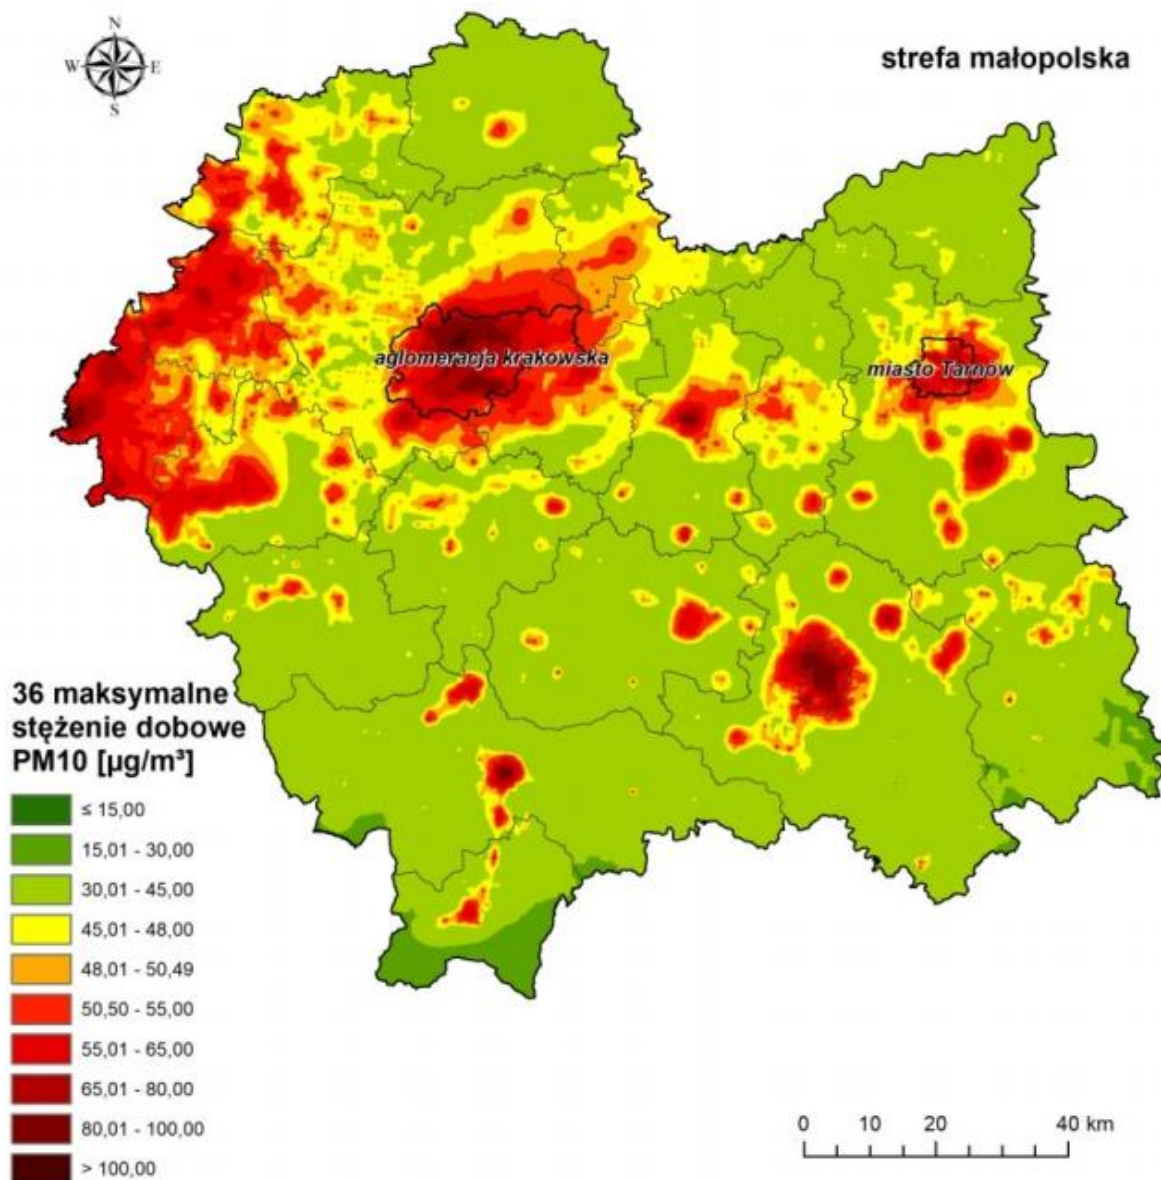 N
W E
S
strefa małopolska
aglomeracja krakowska
miasto Tarnów
36 maksymalne
stężenie dobowe
PM10 [µg/m³]
≤ 15,00
15,01 - 30,00
30,01 - 45,00
45,01 - 48,00
48,01 - 50,49
50,50 - 55,00
55,01 - 65,00
65,01 - 80,00
80,01 - 100,00
> 100,00
0 10 20 40 km